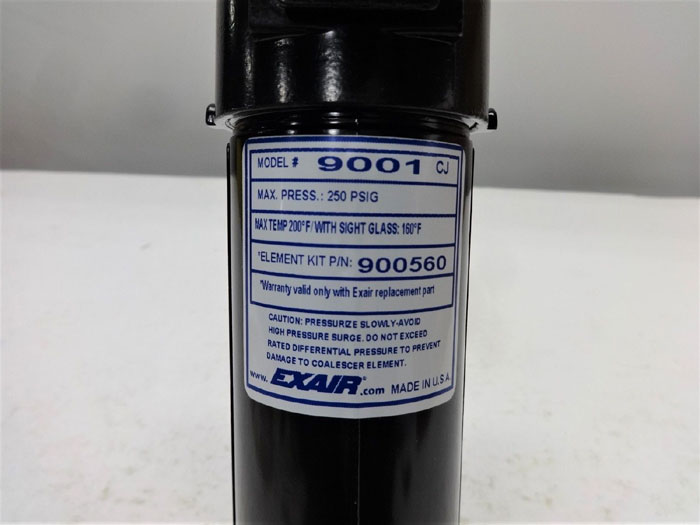 MODEL # 9001 CJ
MAX. PRESS.: 250 PSIG
MAX TEMP 200°F/ WITH SIGHT GLASS: 160°F
*ELEMENT KIT P/N: 900560
*Warranty valid only with Exair replacement part
CAUTION: PRESSURIZE SLOWLY-AVOID
HIGH PRESSURE SURGE. DO NOT EXCEED
RATED DIFFERENTIAL PRESSURE TO PREVENT
DAMAGE TO COALESCER ELEMENT.
www. EXAIR® .com MADE IN U.S.A.